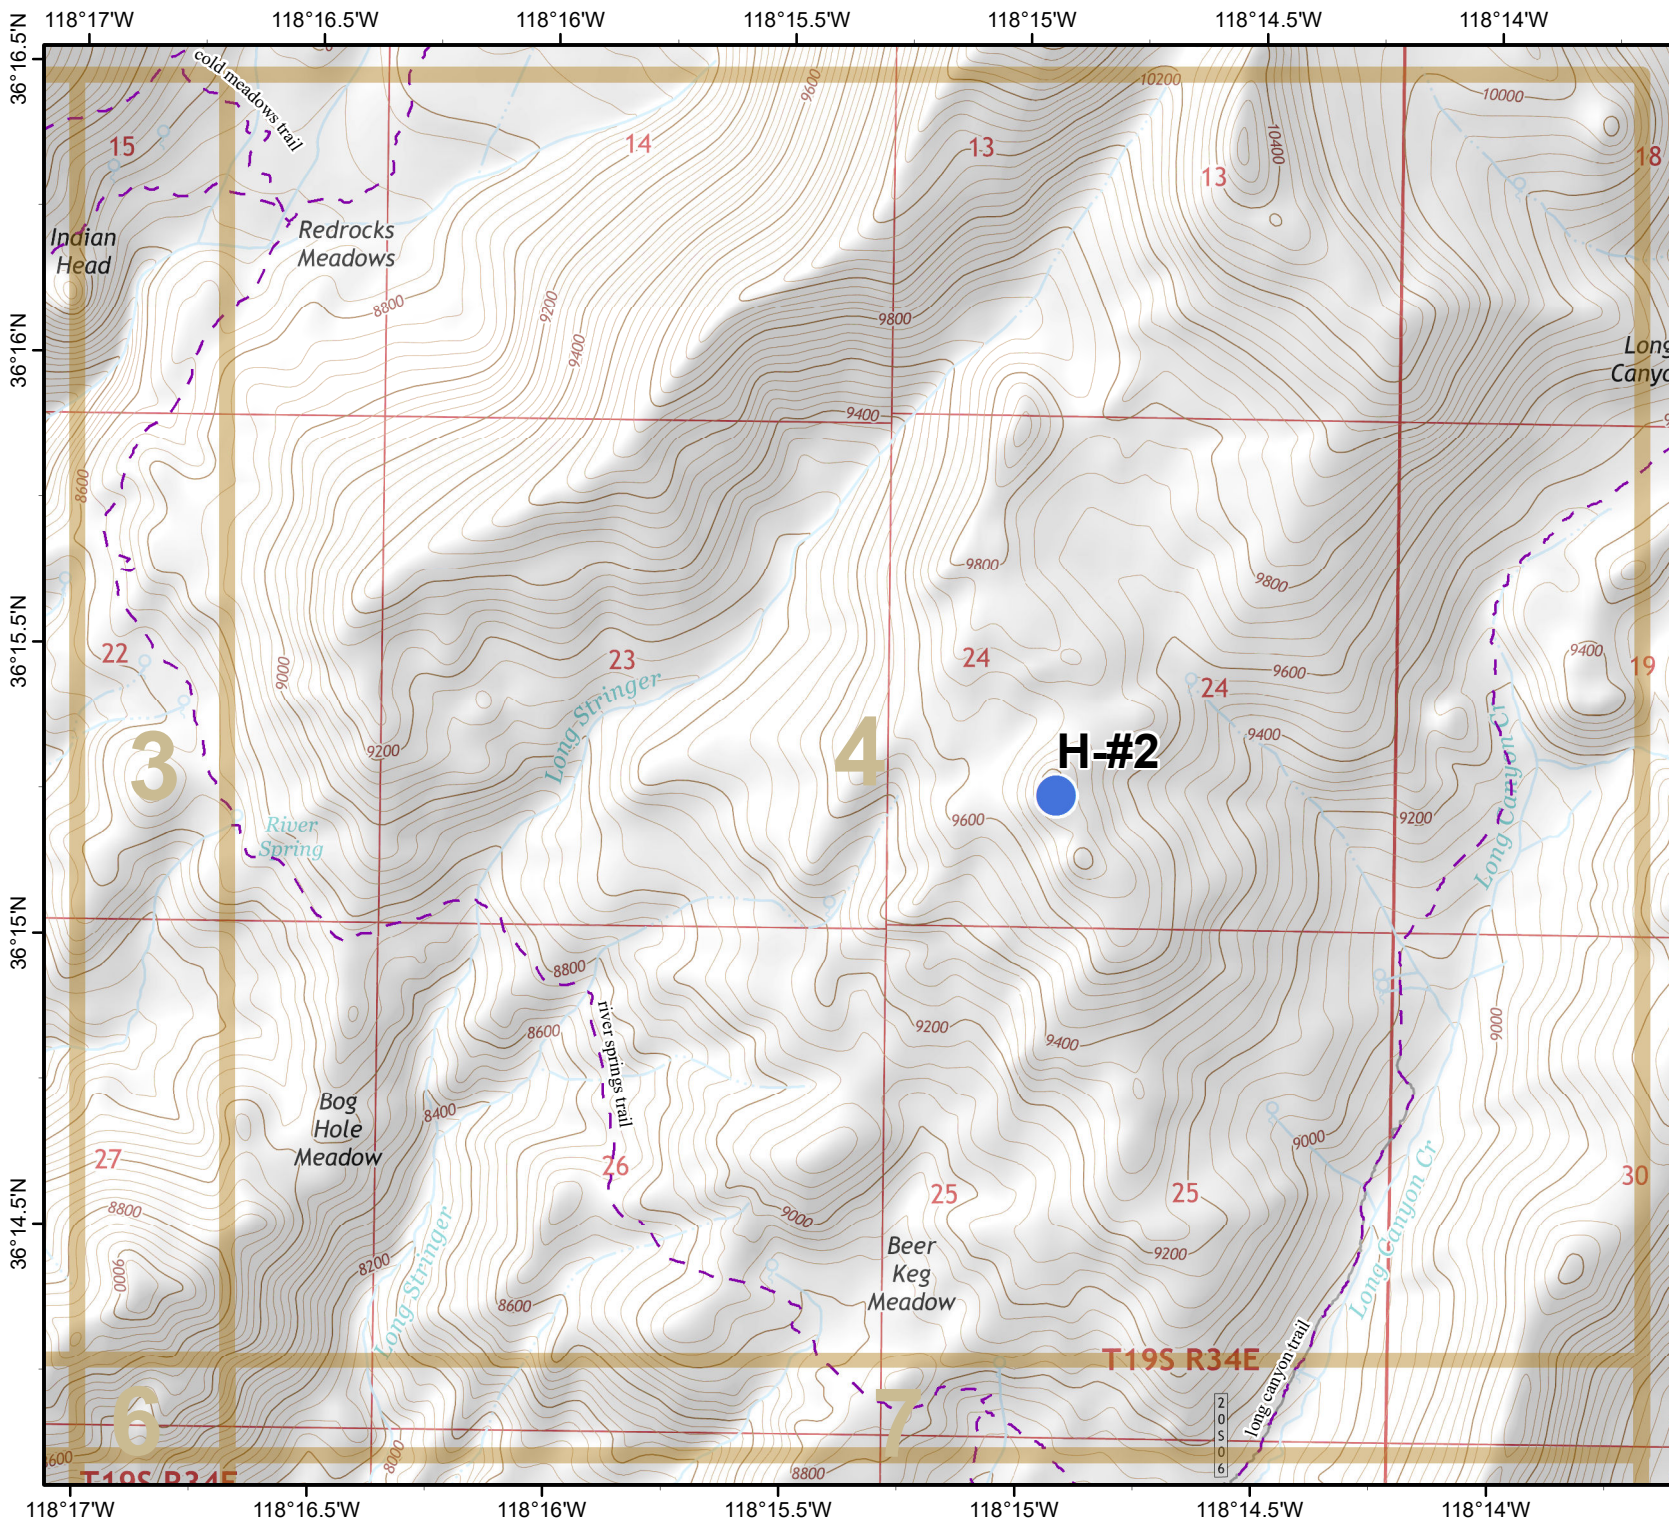 118°17'W 118°16.5'W 118°16'W 118°15.5'W 118°15'W 118°14.5'W 118°14'W
36°16.5'N
cold meadows trail
9600
10200
10000
15
14
13
10400
13
18
Indian
Head
Redrocks
Meadows
8800
9200
9800
9400
36°16'N
Long
9400
8600
9800
9800
36°15.5'N
22
23
24
9600
9400
19
9000
24
Long Stringer
9200
3
4
H-#2
9400
Long Canyon Cr
River
Spring
9600
9200
36°15'N
8800
river springs trail
8600
9200
9400
9000
Bog
Hole
Meadow
8400
9000
27
26
25
25
30
8800
9000
36°14.5'N
Beer
Keg
Meadow
9200
9000
8200
Long Stringer
8600
Long Canyon Cr
long canyon trail
T19S R34E
6
7
2
0
S
0
6
8600
8000
8800
T19S R34E
118°17'W 118°16.5'W 118°16'W 118°15.5'W 118°15'W 118°14.5'W 118°14'W